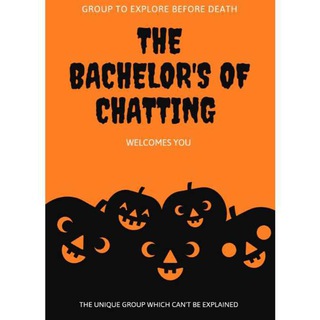 GROUP TO EXPLORE BEFORE DEATH
THE
BACHELOR'S OF
CHATTING
WELCOMES YOU
THE UNIQUE GROUP WHICH CAN'T BE EXPLAINED